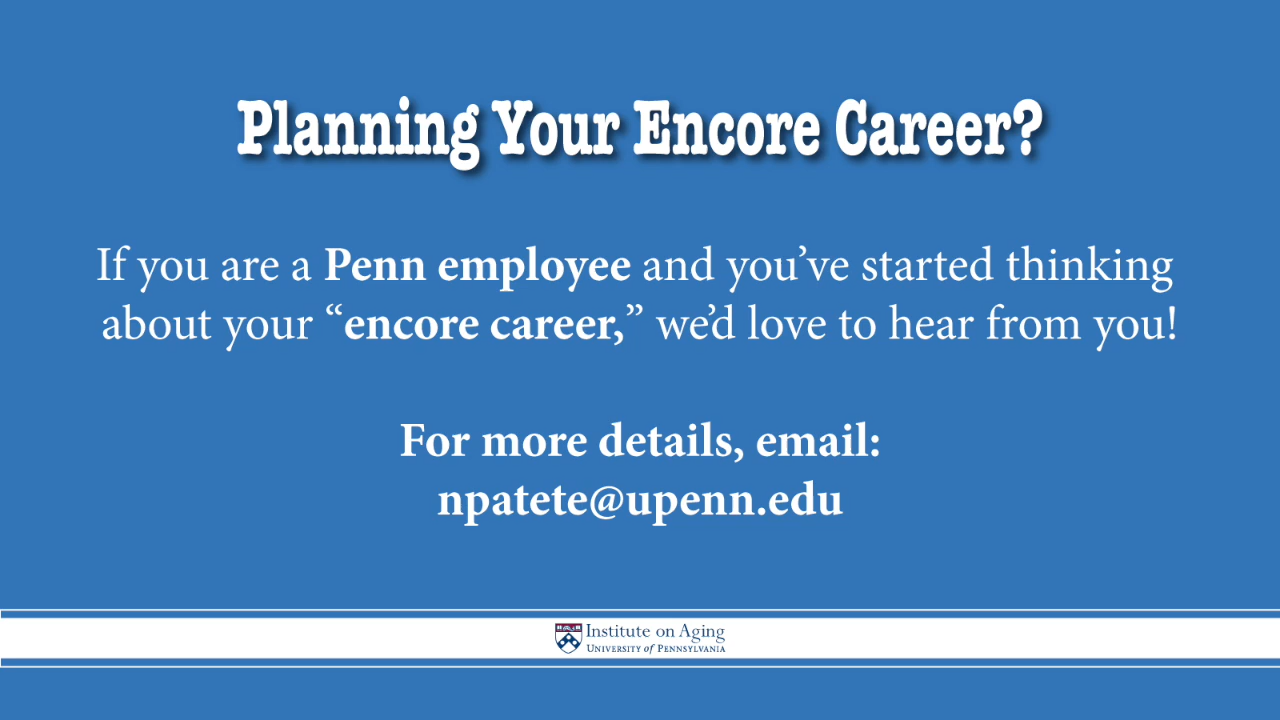 Planning Your Encore Career?
If you are a Penn employee and you’ve started thinking
about your “encore career,” we’d love to hear from you!
For more details, email:
npatete@upenn.edu
Institute on Aging
University of Pennsylvania